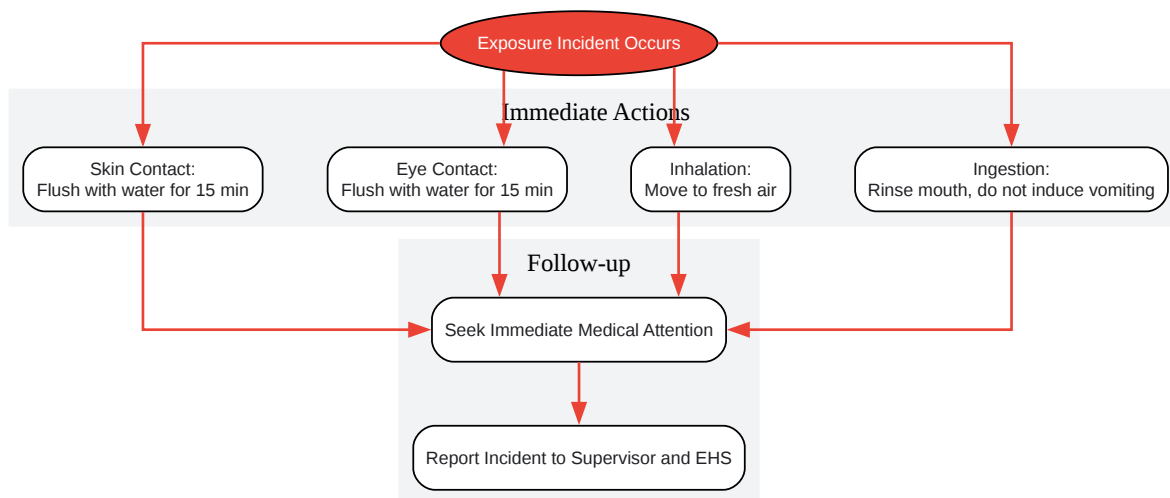 Exposure Incident Occurs
Immediate Actions
Skin Contact:
Flush with water for 15 min
Eye Contact:
Flush with water for 15 min
Inhalation:
Move to fresh air
Ingestion:
Rinse mouth, do not induce vomiting
Follow-up
Seek Immediate Medical Attention
Report Incident to Supervisor and EHS